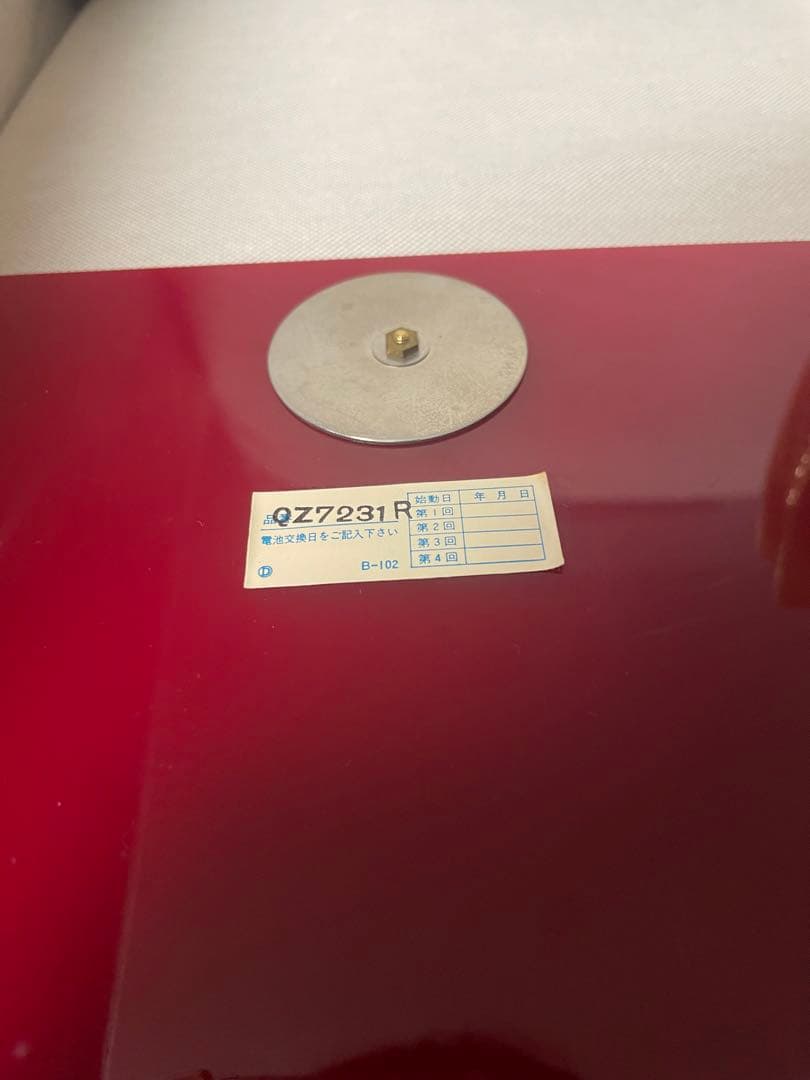 品番 QZ7231R
電池交換日をご記入下さい
Ⓓ B-102
始動日 年 月 日
第1回
第2回
第3回
第4回